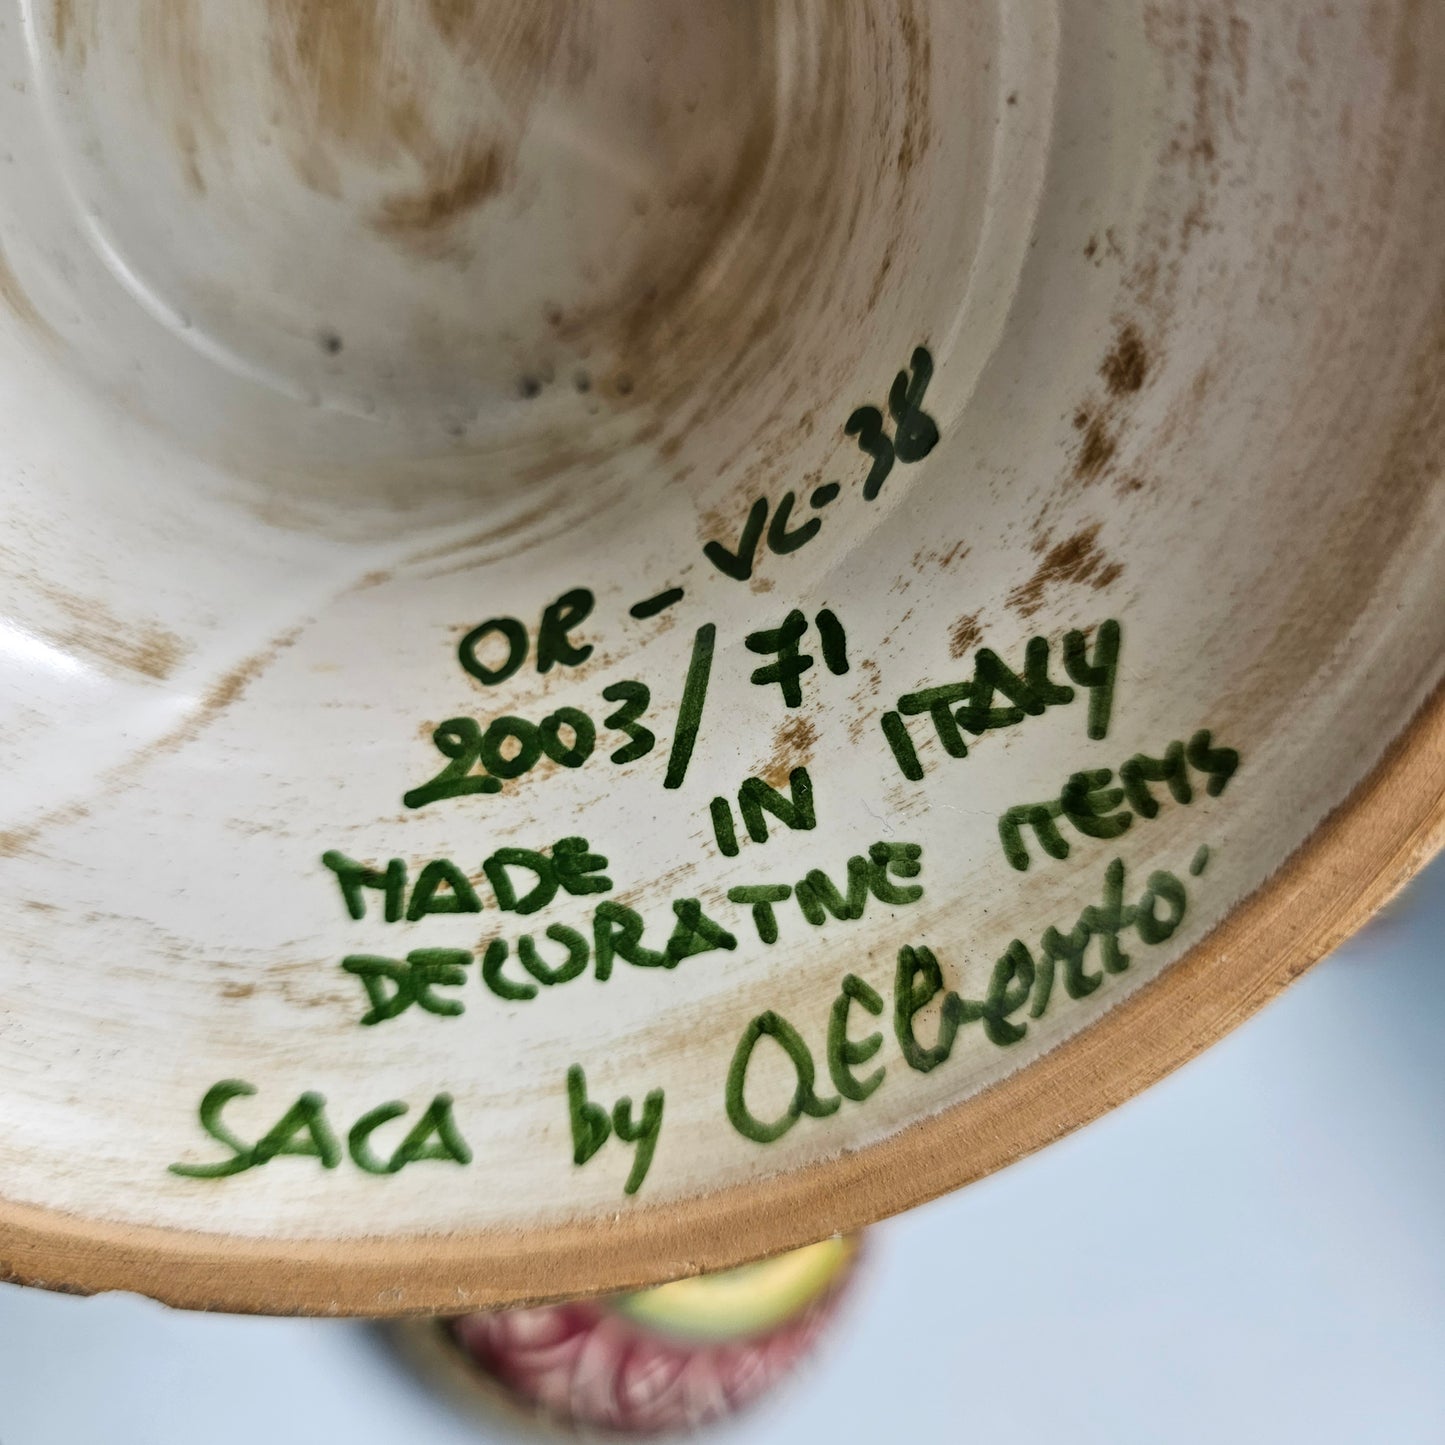 OR - VC-38
2003/71
MADE IN ITALY
DECORATIVE ITEMS
SACA by Alberto.